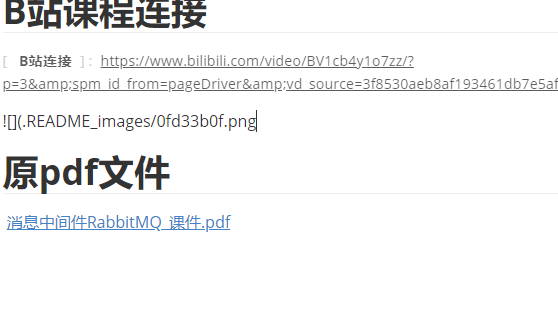 B站课程连接
[ B站连接 ]: https://www.bilibili.com/video/BV1cb4y1o7zz/?
p=3&amp;spm_id_from=pageDriver&amp;vd_source=3f8530aeb8af193461db7e5af
![](.README_images/0fd33b0f.png
原pdf文件
消息中间件RabbitMQ_课件.pdf